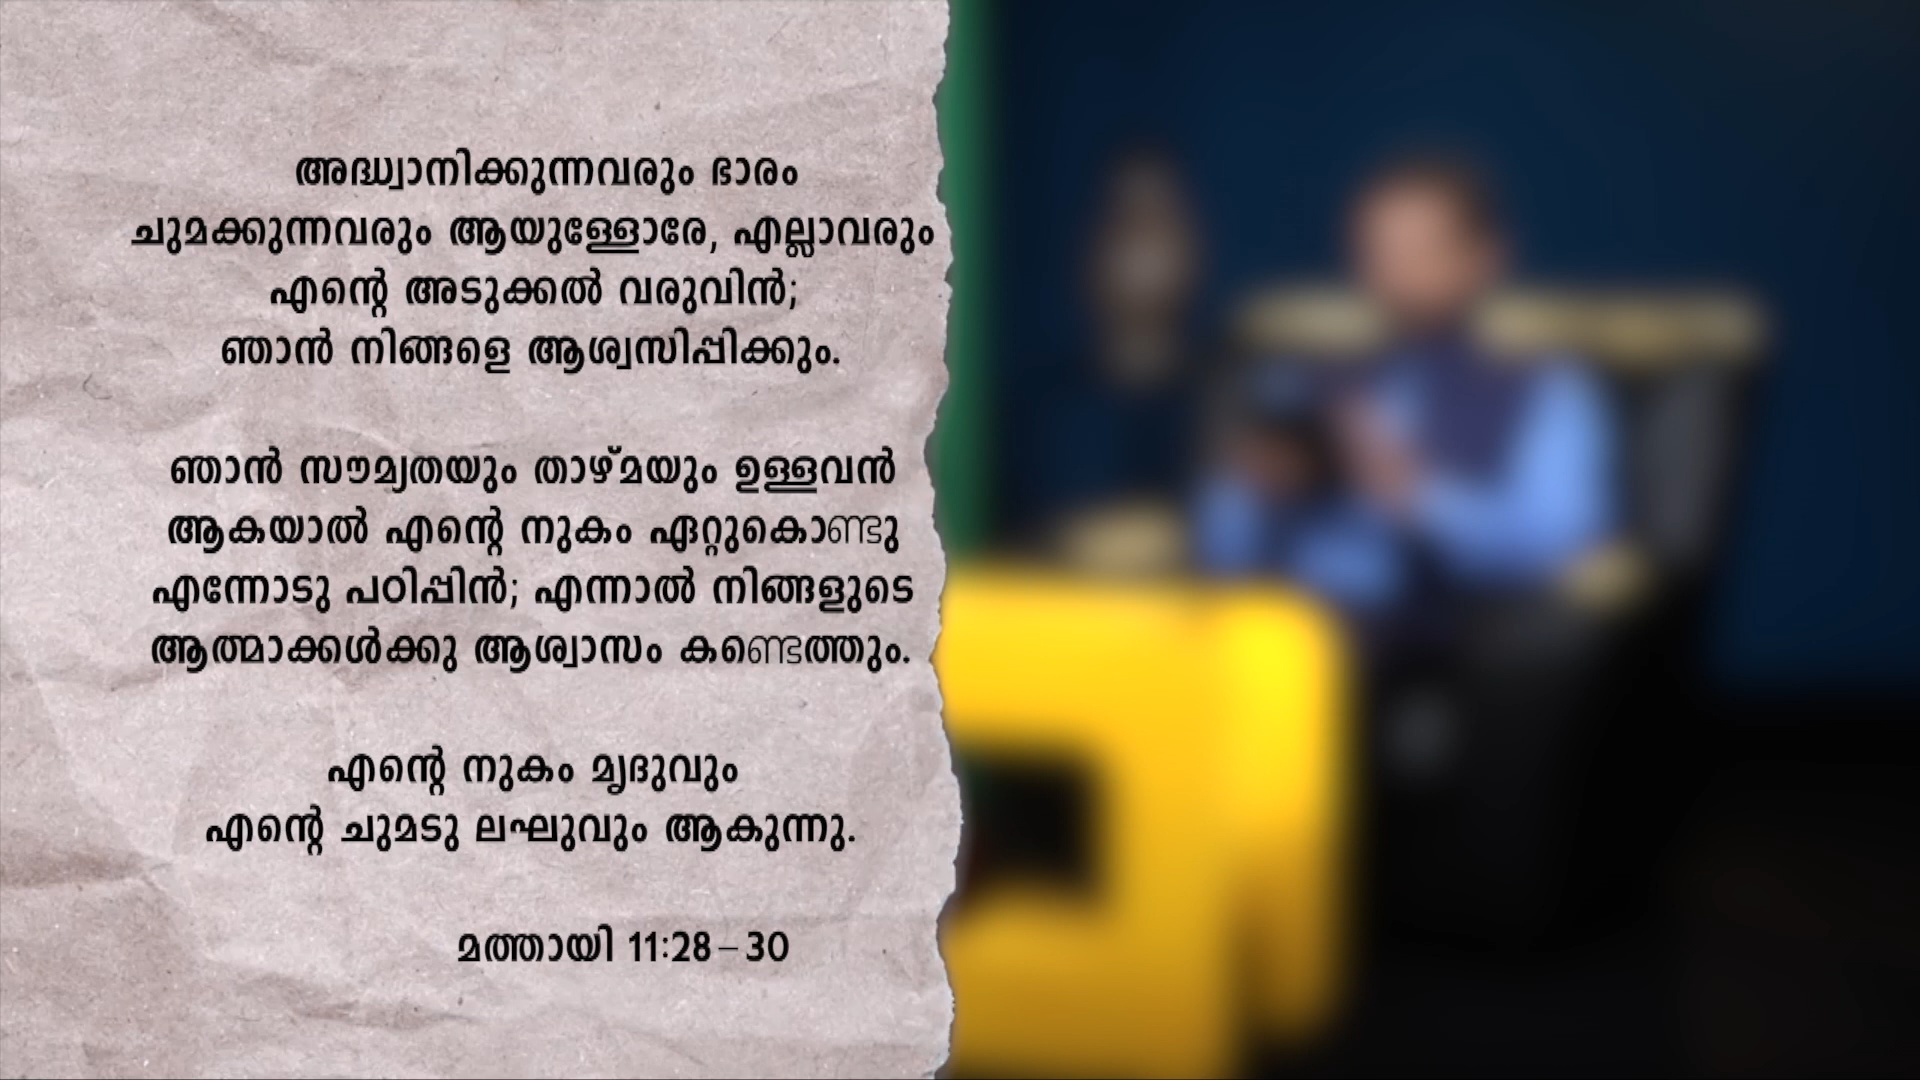 അദ്ധ്വാനിക്കുന്നവരും ഭാരം
ചുമക്കുന്നവരും ആയുള്ളോരേ, എല്ലാവരും
എന്റെ അടുക്കൽ വരുവിൻ;
ഞാൻ നിങ്ങളെ ആശ്വസിപ്പിക്കും.
ഞാൻ സൗമ്യതയും താഴ്മയും ഉള്ളവൻ
ആകയാൽ എന്റെ നുകം ഏറ്റുകൊണ്ടു
എന്നോടു പഠിപ്പിൻ; എന്നാൽ നിങ്ങളുടെ
ആത്മാക്കൾക്കു ആശ്വാസം കണ്ടെത്തും.
എന്റെ നുകം മൃദുവും
എന്റെ ചുമടു ലഘുവും ആകുന്നു.
മത്തായി 11:28-30